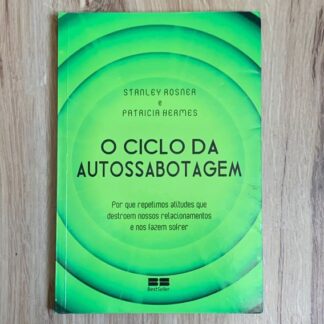 STANLEY ROSNER
e
PATRICIA HERMES
O CICLO DA
AUTOSSABOTAGEM
Por que repetimos atitudes que
destroem nossos relacionamentos
e nos fazem sofrer
BestSeller